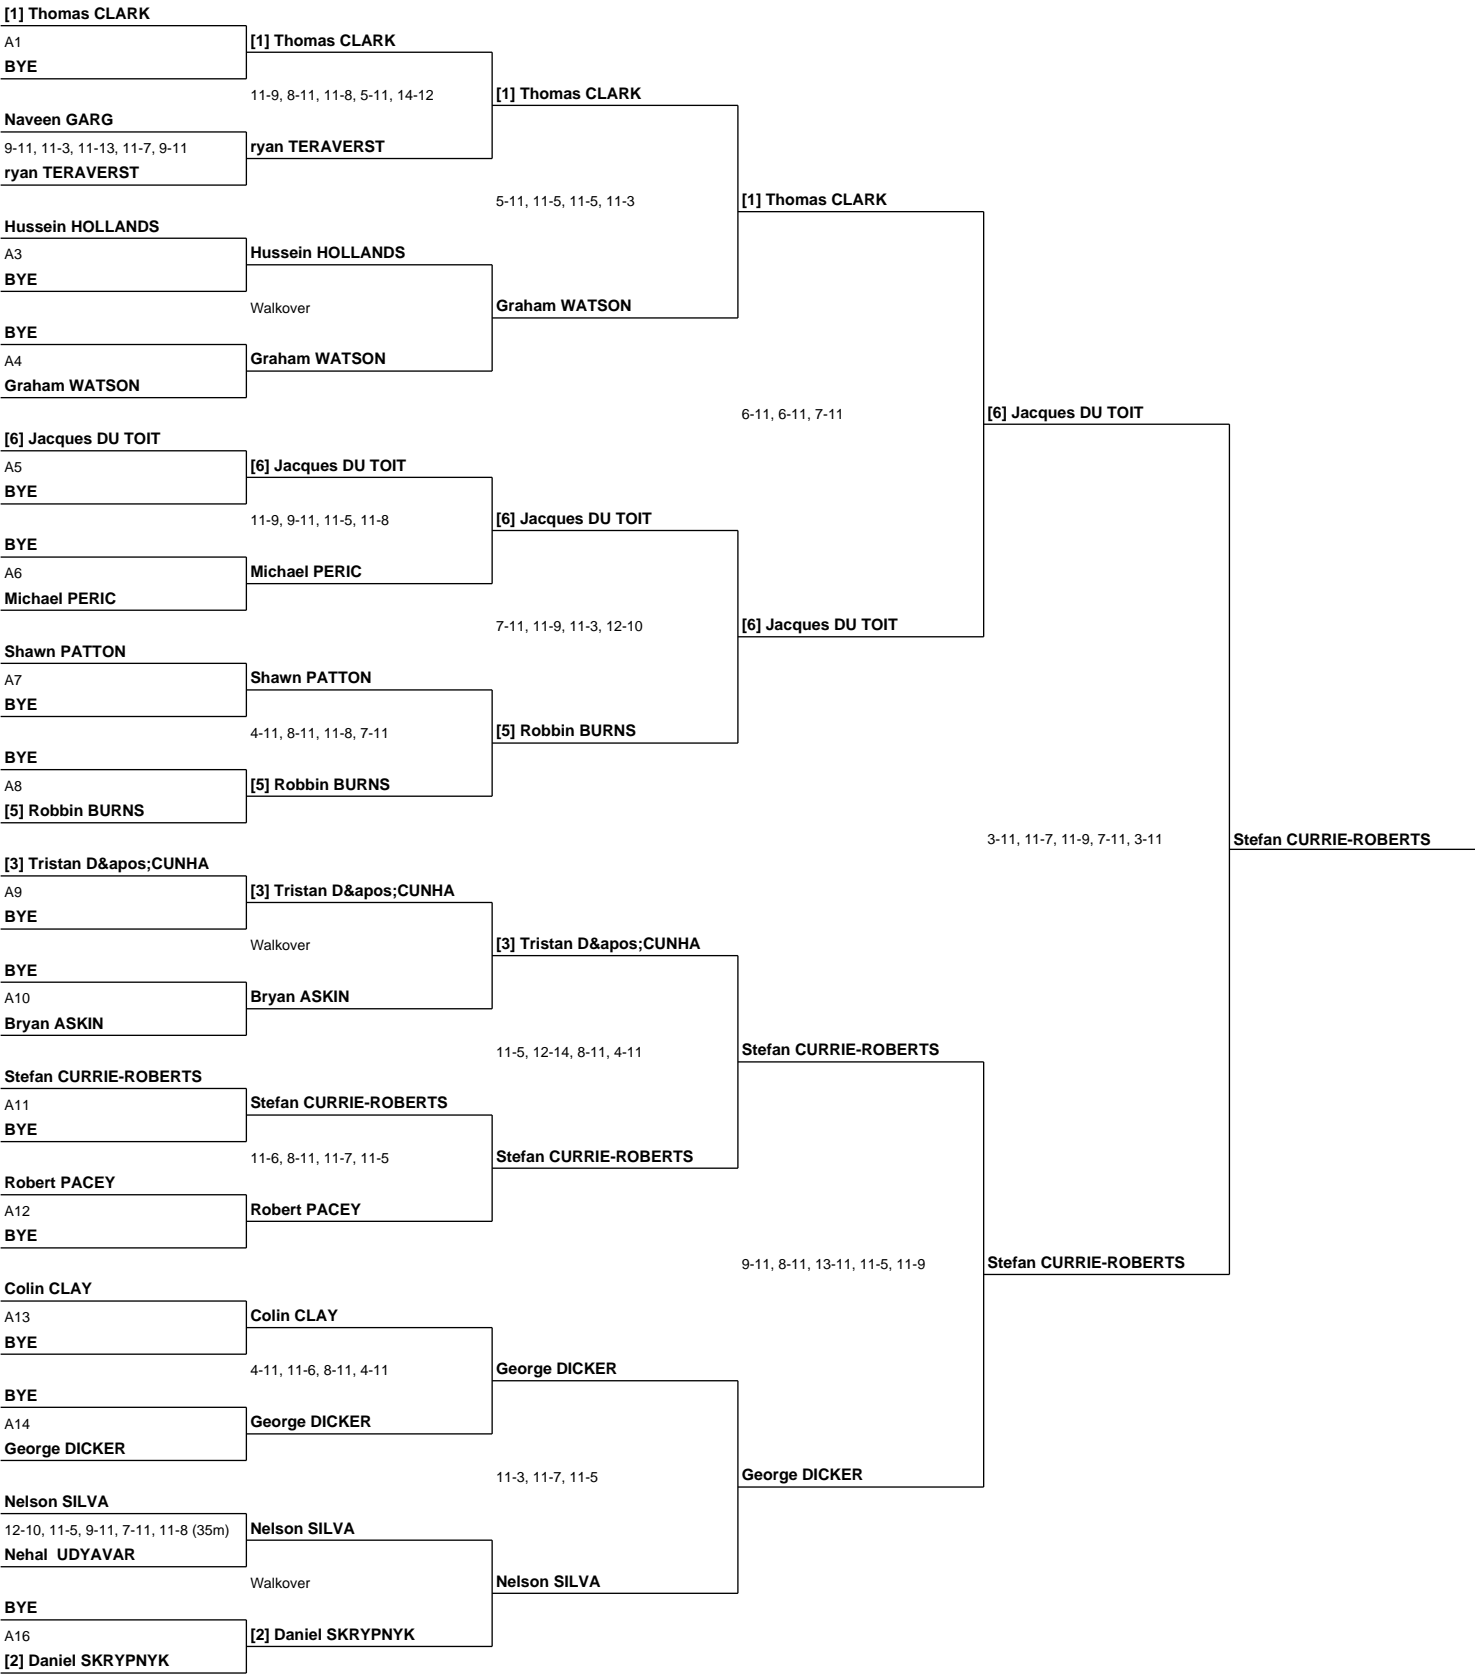 [1] Thomas CLARK
A1
BYE
Naveen GARG
9-11, 11-3, 11-13, 11-7, 9-11
ryan TERAVERST
Hussein HOLLANDS
A3
BYE
BYE
A4
Graham WATSON
[6] Jacques DU TOIT
A5
BYE
BYE
A6
Michael PERIC
Shawn PATTON
A7
BYE
BYE
A8
[5] Robbin BURNS
[3] Tristan D&apos;CUNHA
A9
BYE
BYE
A10
Bryan ASKIN
Stefan CURRIE-ROBERTS
A11
BYE
Robert PACEY
A12
BYE
Colin CLAY
A13
BYE
BYE
A14
George DICKER
Nelson SILVA
12-10, 11-5, 9-11, 7-11, 11-8 (35m)
Nehal  UDYAVAR
BYE
A16
[2] Daniel SKRYPNYK
[1] Thomas CLARK
11-9, 8-11, 11-8, 5-11, 14-12
ryan TERAVERST
Hussein HOLLANDS
Walkover
Graham WATSON
[6] Jacques DU TOIT
11-9, 9-11, 11-5, 11-8
Michael PERIC
Shawn PATTON
4-11, 8-11, 11-8, 7-11
[5] Robbin BURNS
[3] Tristan D&apos;CUNHA
Walkover
Bryan ASKIN
Stefan CURRIE-ROBERTS
11-6, 8-11, 11-7, 11-5
Robert PACEY
Colin CLAY
4-11, 11-6, 8-11, 4-11
George DICKER
Nelson SILVA
Walkover
[2] Daniel SKRYPNYK
[1] Thomas CLARK
5-11, 11-5, 11-5, 11-3
Graham WATSON
[6] Jacques DU TOIT
7-11, 11-9, 11-3, 12-10
[5] Robbin BURNS
[3] Tristan D&apos;CUNHA
11-5, 12-14, 8-11, 4-11
Stefan CURRIE-ROBERTS
George DICKER
11-3, 11-7, 11-5
Nelson SILVA
[1] Thomas CLARK
6-11, 6-11, 7-11
[6] Jacques DU TOIT
Stefan CURRIE-ROBERTS
9-11, 8-11, 13-11, 11-5, 11-9
George DICKER
[6] Jacques DU TOIT
3-11, 11-7, 11-9, 7-11, 3-11
Stefan CURRIE-ROBERTS
Stefan CURRIE-ROBERTS